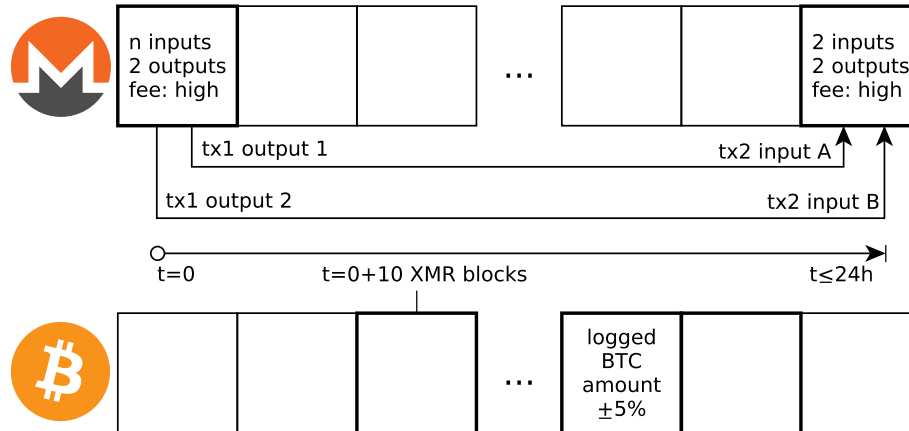 n inputs
2 outputs
fee: high
...
2 inputs
2 outputs
fee: high
tx1 output 1
tx2 input A
tx1 output 2
tx2 input B
t=0
t=0+10 XMR blocks
t≤24h
...
logged
BTC
amount
±5%